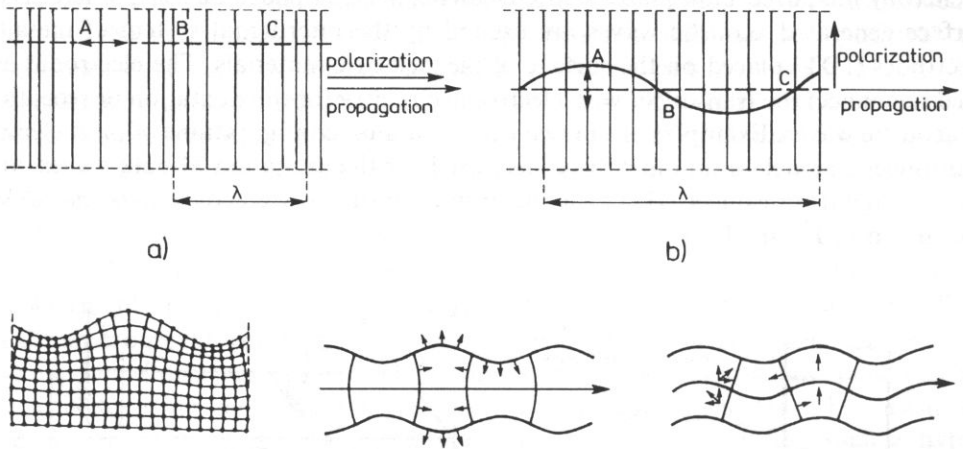 A B C
polarization
propagation
λ
a)
A
B
C
polarization
propagation
λ
b)